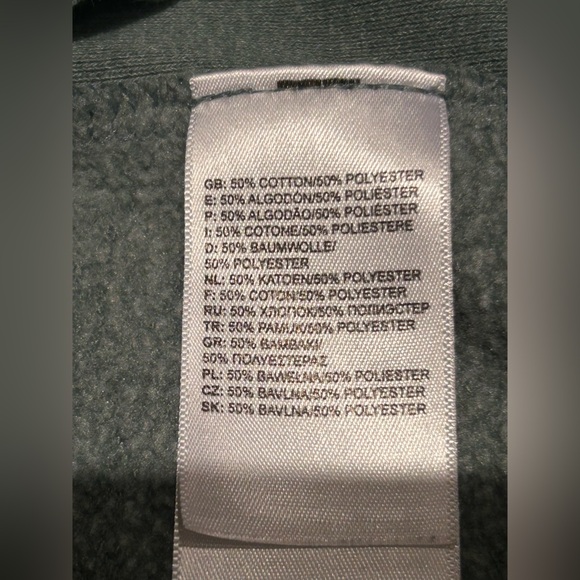 GB: 50% COTTON/50% POLYESTER
E: 50% ALGODÓN/50% POLIÉSTER
P: 50% ALGODÃO/50% POLIÉSTER
I: 50% COTONE/50% POLIESTERE
D: 50% BAUMWOLLE/
50% POLYESTER
NL: 50% KATOEN/50% POLYESTER
F: 50% COTON/50% POLYESTER
RU: 50% ХЛОПОК/50% ПОЛИЭСТЕР
TR: 50% PAMUK/50% POLYESTER
GR: 50% ΒΑΜΒΑΚΙ/
50% ΠΟΛΥΕΣΤΕΡΑΣ
PL: 50% BAWEŁNA/50% POLIESTER
CZ: 50% BAVLNA/50% POLYESTER
SK: 50% BAVLNA/50% POLYESTER